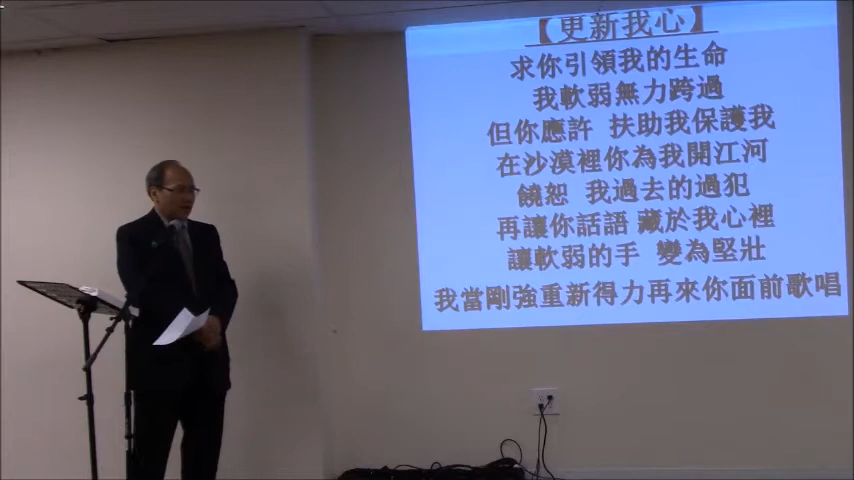 【更新我心】
求你引領我的生命
我軟弱無力跨過
但你應許 扶助我保護我
在沙漠裡你為我開江河
饒恕 我過去的過犯
再讓你話語 藏於我心裡
讓軟弱的手 變為堅壯
我當剛強重新得力再來你面前歌唱